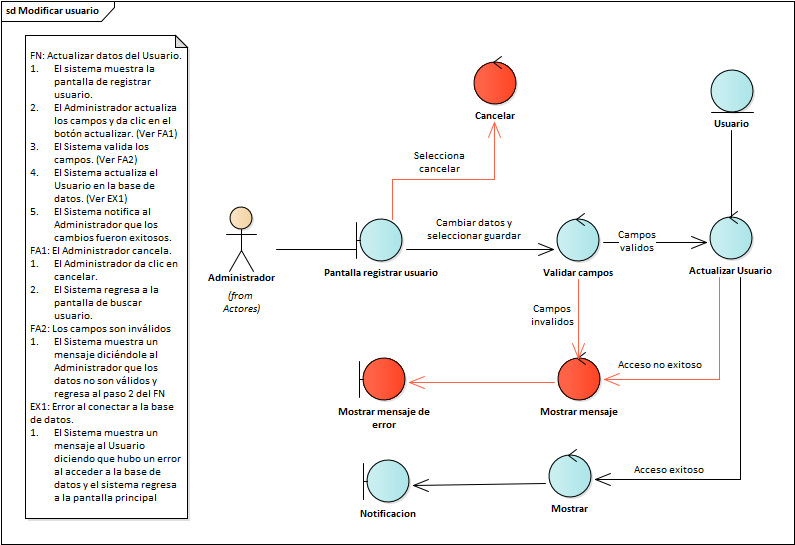 sd Modificar usuario
FN: Actualizar datos del Usuario.
1. El sistema muestra la
pantalla de registrar
usuario.
2. El Administrador actualiza
los campos y da clic en el
botón actualizar. (Ver FA1)
3. El Sistema valida los
campos. (Ver FA2)
4. El Sistema actualiza el
Usuario en la base de
datos. (Ver EX1)
5. El Sistema notifica al
Administrador que los
cambios fueron exitosos.
FA1: El Administrador cancela.
1. El Administrador da clic en
cancelar.
2. El Sistema regresa a la
pantalla de buscar
usuario.
FA2: Los campos son inválidos
1. El Sistema muestra un
mensaje diciéndole al
Administrador que los
datos no son válidos y
regresa al paso 2 del FN
EX1: Error al conectar a la base
de datos.
1. El Sistema muestra un
mensaje al Usuario
diciendo que hubo un error
al acceder a la base de
datos y el sistema regresa
a la pantalla principal
Cancelar
Usuario
Selecciona
cancelar
Cambiar datos y
seleccionar guardar
Campos
validos
Administrador
(from
Actores)
Pantalla registrar usuario
Validar campos
Actualizar Usuario
Campos
invalidos
Acceso no exitoso
Mostrar mensaje de
error
Mostrar mensaje
Acceso exitoso
Notificacion
Mostrar